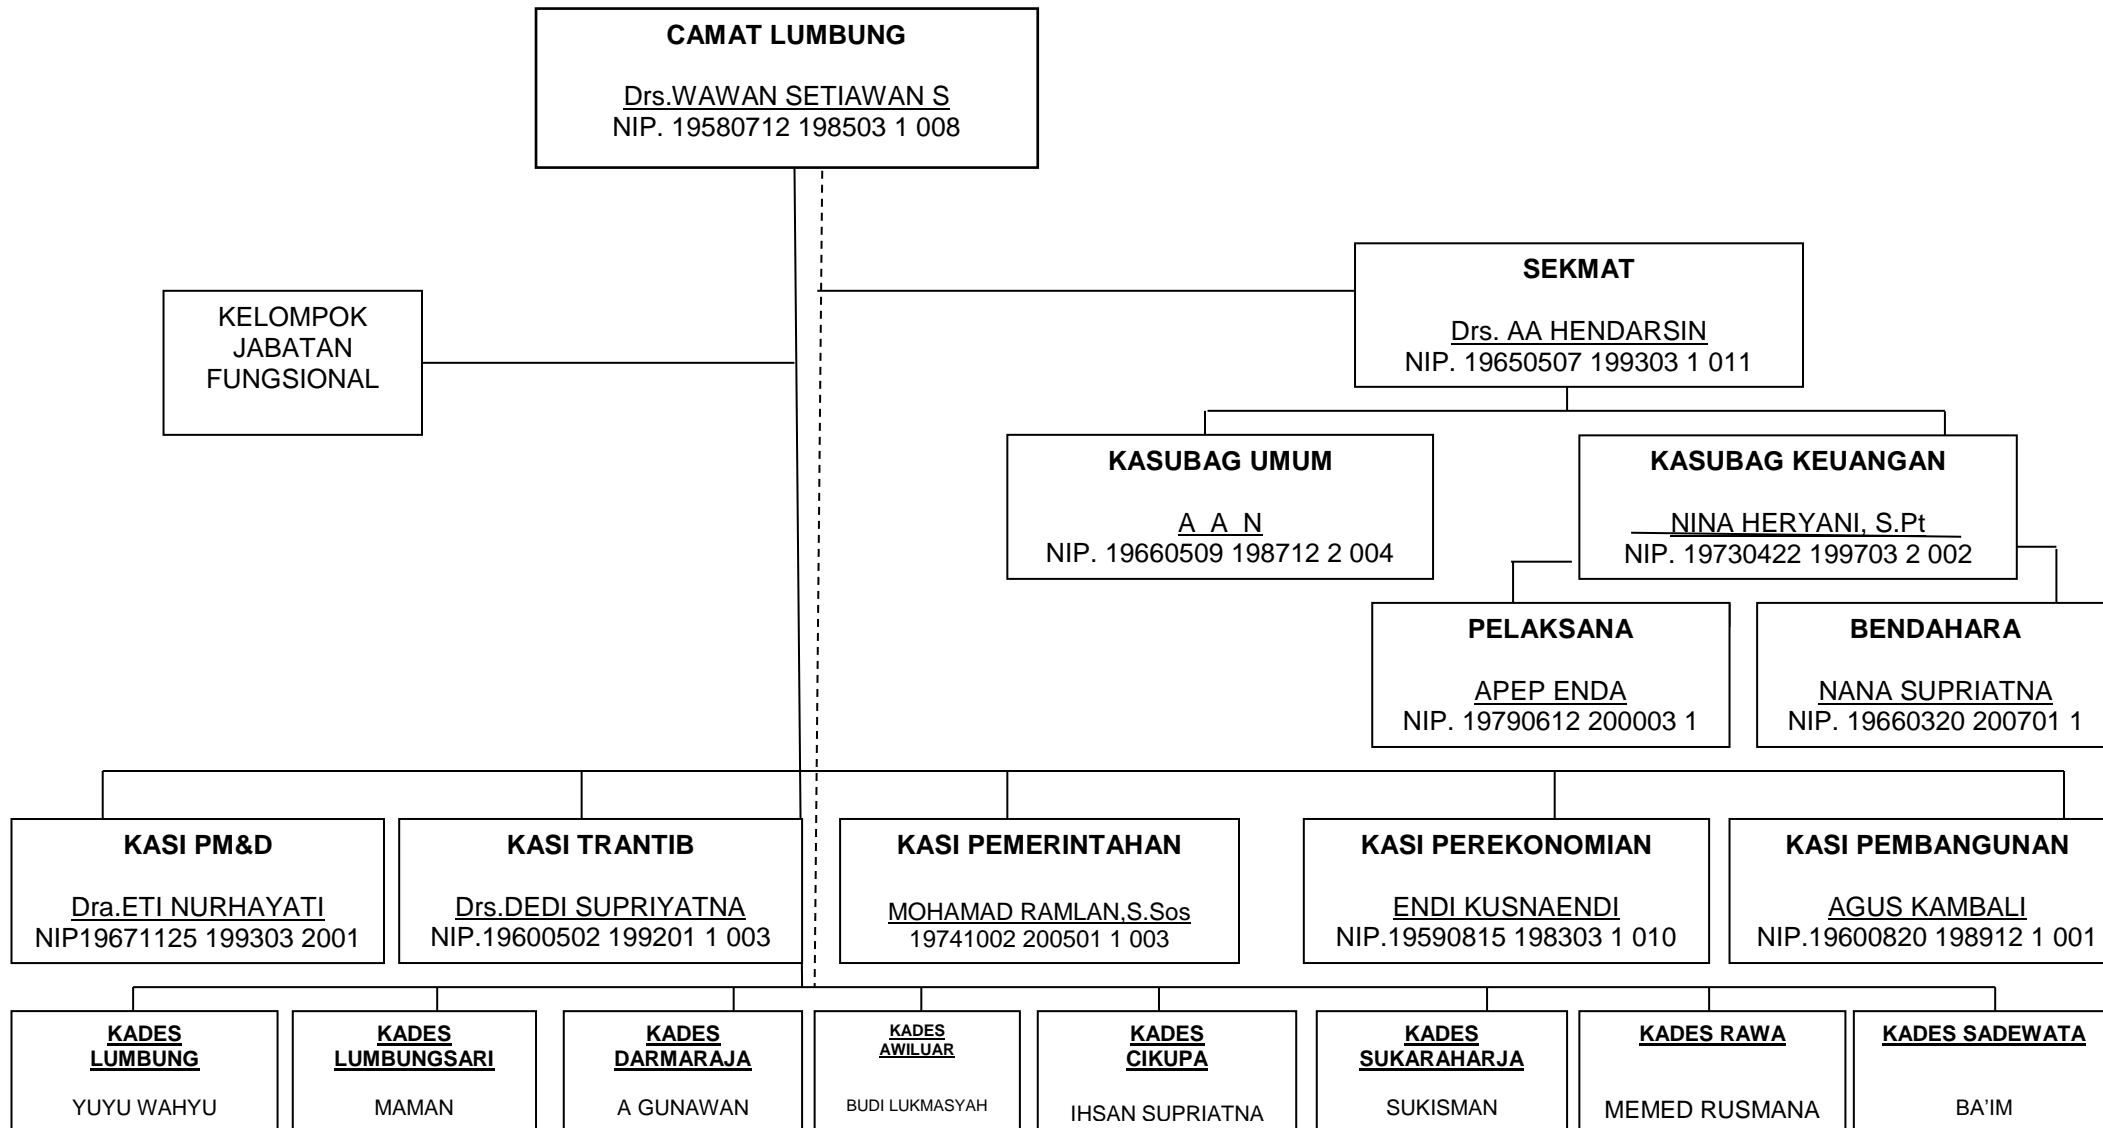 CAMAT LUMBUNG
Drs.WAWAN SETIAWAN S
NIP. 19580712 198503 1 008
SEKMAT
Drs. AA HENDARSIN
NIP. 19650507 199303 1 011
KELOMPOK
JABATAN
FUNGSIONAL
KASUBAG UMUM
A A N
NIP. 19660509 198712 2 004
KASUBAG KEUANGAN
NINA HERYANI, S.Pt
NIP. 19730422 199703 2 002
PELAKSANA
APEP ENDA
NIP. 19790612 200003 1
BENDAHARA
NANA SUPRIATNA
NIP. 19660320 200701 1
KASI PM&D
Dra.ETI NURHAYATI
NIP19671125 199303 2001
KASI TRANTIB
Drs.DEDI SUPRIYATNA
NIP.19600502 199201 1 003
KASI PEMERINTAHAN
MOHAMAD RAMLAN,S.Sos
19741002 200501 1 003
KASI PEREKONOMIAN
ENDI KUSNAENDI
NIP.19590815 198303 1 010
KASI PEMBANGUNAN
AGUS KAMBALI
NIP.19600820 198912 1 001
KADES
LUMBUNG
YUYU WAHYU
KADES
LUMBUNGSARI
MAMAN
KADES
DARMARAJA
A GUNAWAN
KADES
AWILUAR
BUDI LUKMASYAH
KADES
CIKUPA
IHSAN SUPRIATNA
KADES
SUKARAHARJA
SUKISMAN
KADES RAWA
MEMED RUSMANA
KADES SADEWATA
BA'IM